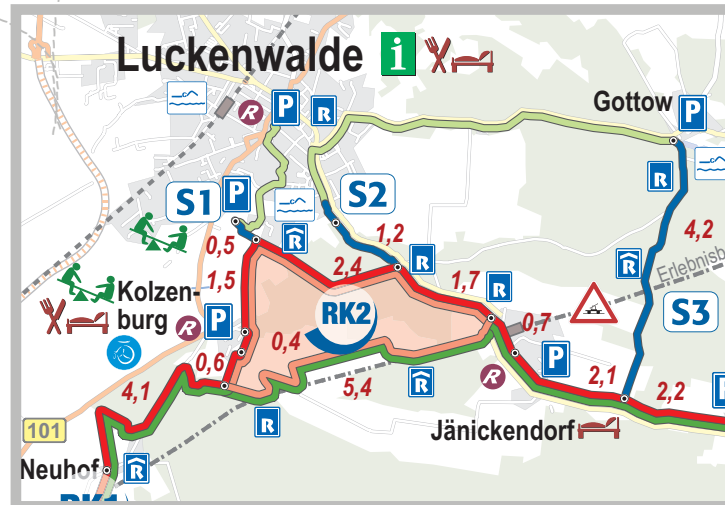 Luckenwalde i
R P R
Gottow P
S1 P S2
R
R
4,2
0,5
R
1,2
R
R
1,5
2,4
1,7
R
Erlebnisb
Kolzen-
burg
R P
RK2
0,4
0,7
S3
0,6
P
4,1
5,4
R
R
2,1
2,2
P
101
R
Jänickendorf
Neuhof
R
RK1